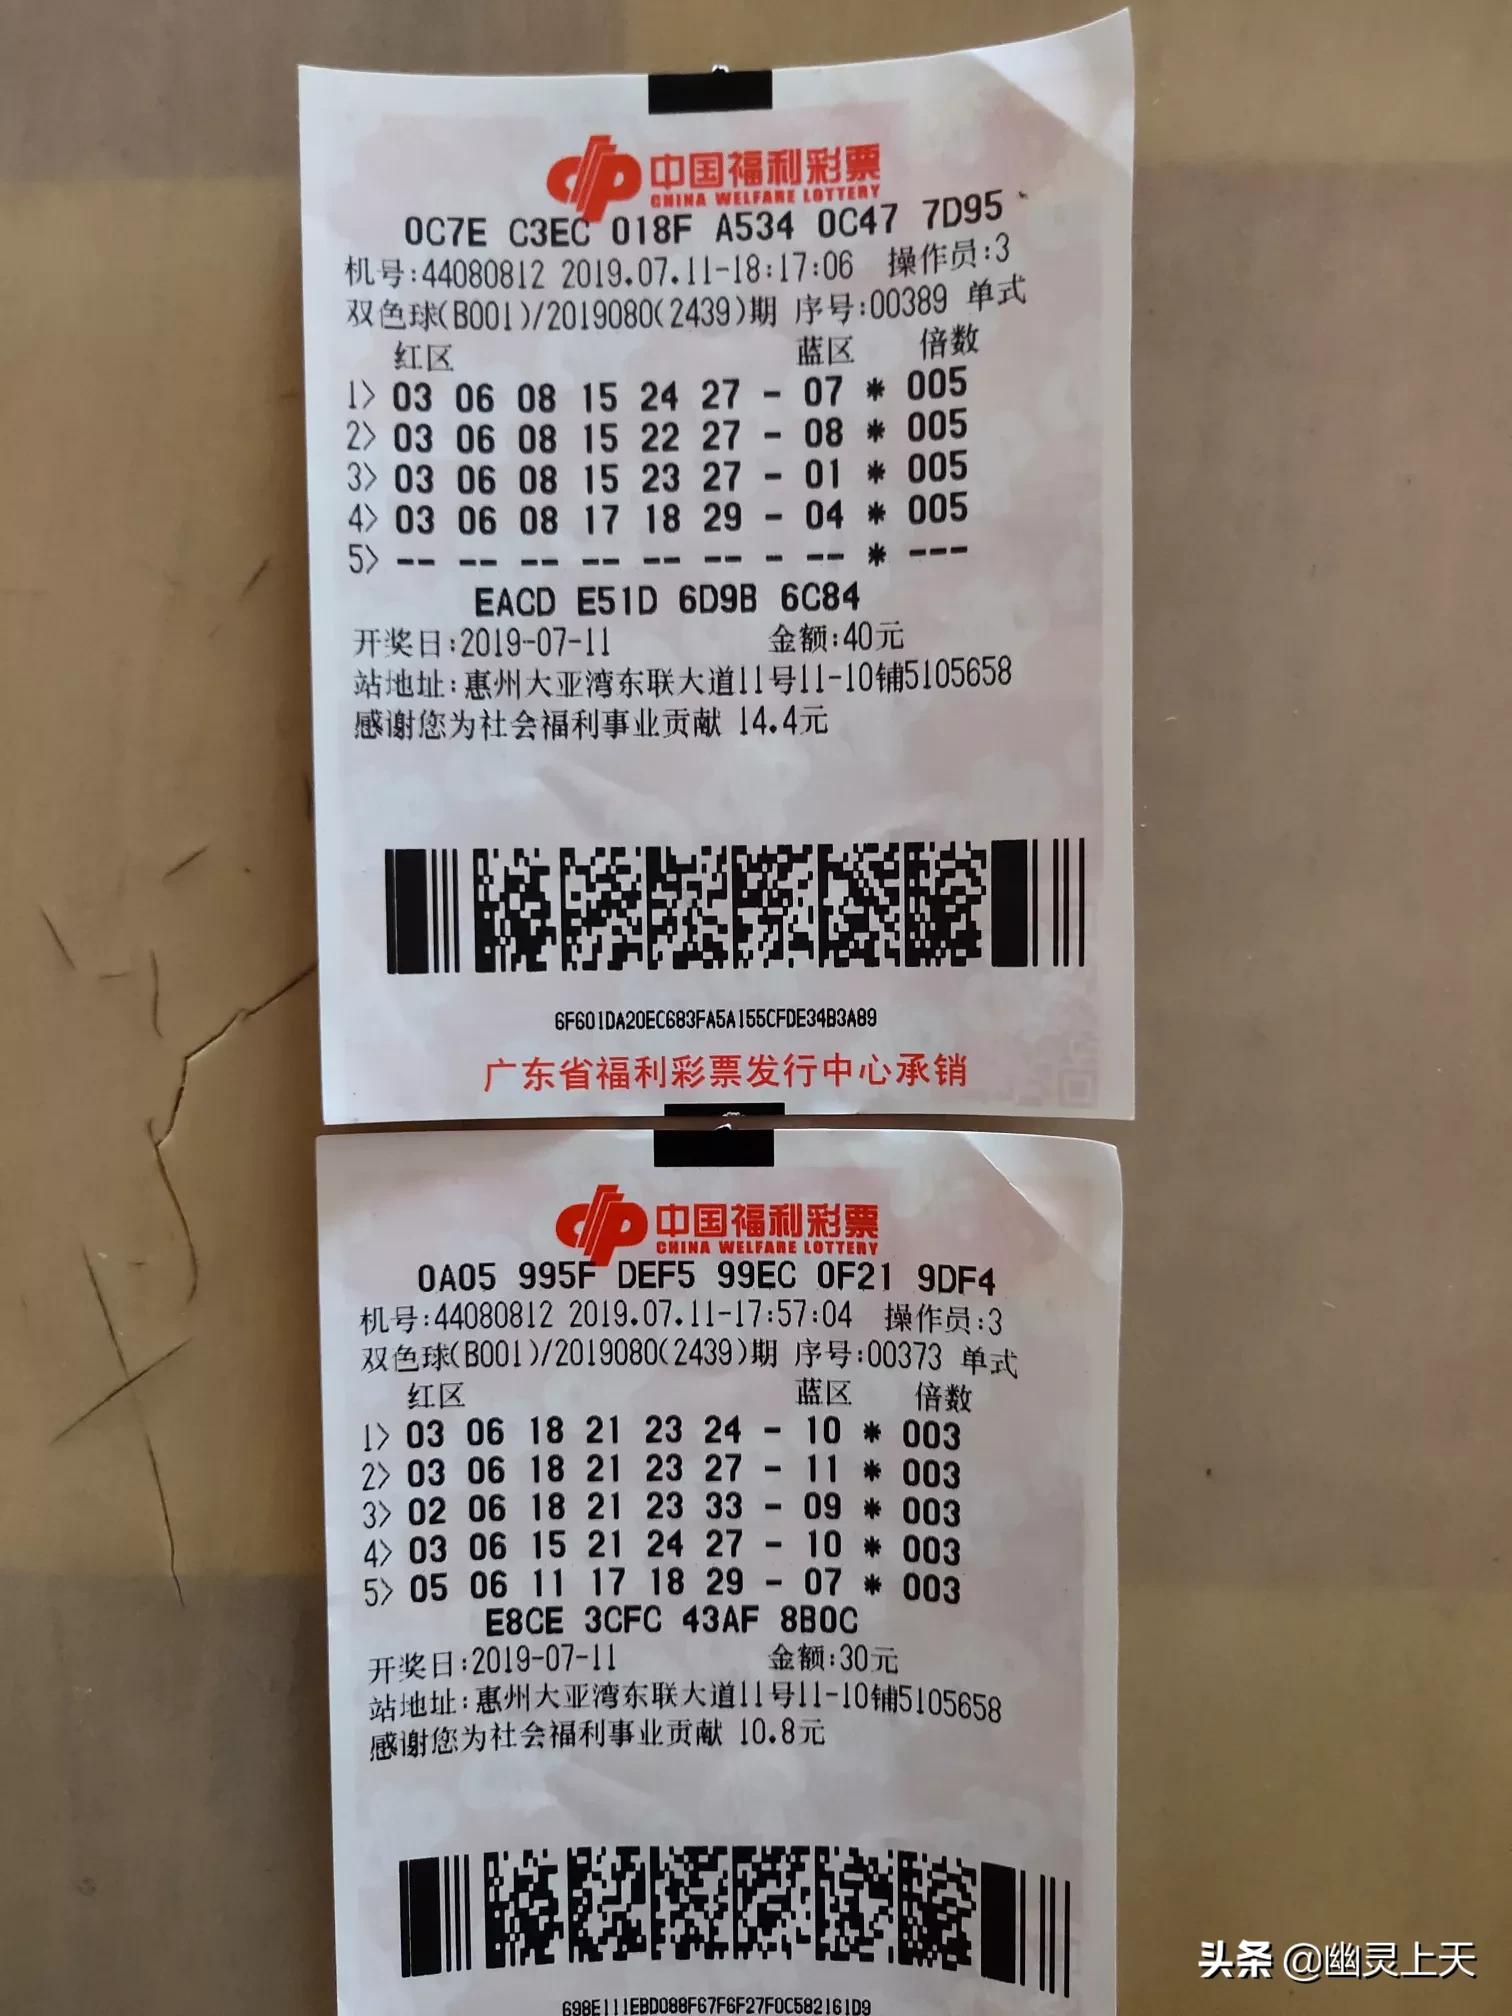 中国福利彩票
CHINA WELFARE LOTTERY
0C7E C3EC 018F A534 0C47 7D95
机号:44080812 2019.07.11-18:17:06 操作员:3
双色球(B001)/2019080(2439)期 序号:00389 单式
红区 蓝区 倍数
1> 03 06 08 15 24 27 - 07 * 005
2> 03 06 08 15 22 27 - 08 * 005
3> 03 06 08 15 23 27 - 01 * 005
4> 03 06 08 17 18 29 - 04 * 005
5> -- -- -- -- -- -- - -- * ---
EACD E51D 6D9B 6C84
开奖日:2019-07-11 金额:40元
站地址:惠州大亚湾东联大道11号11-10铺5105658
感谢您为社会福利事业贡献 14.4元
6F601DA20EC683FA5A155CFDE34B3A89
广东省福利彩票发行中心承销
中国福利彩票
CHINA WELFARE LOTTERY
0A05 995F DEF5 99EC 0F21 9DF4
机号:44080812 2019.07.11-17:57:04 操作员:3
双色球(B001)/2019080(2439)期 序号:00373 单式
红区 蓝区 倍数
1> 03 06 18 21 23 24 - 10 * 003
2> 03 06 18 21 23 27 - 11 * 003
3> 02 06 18 21 23 33 - 09 * 003
4> 03 06 15 21 24 27 - 10 * 003
5> 05 06 11 17 18 29 - 07 * 003
E8CE 3CFC 43AF 8B0C
开奖日:2019-07-11 金额:30元
站地址:惠州大亚湾东联大道11号11-10铺5105658
感谢您为社会福利事业贡献 10.8元
698E111EBD088F67F6F27F0C582161D9
头条 @幽灵上天